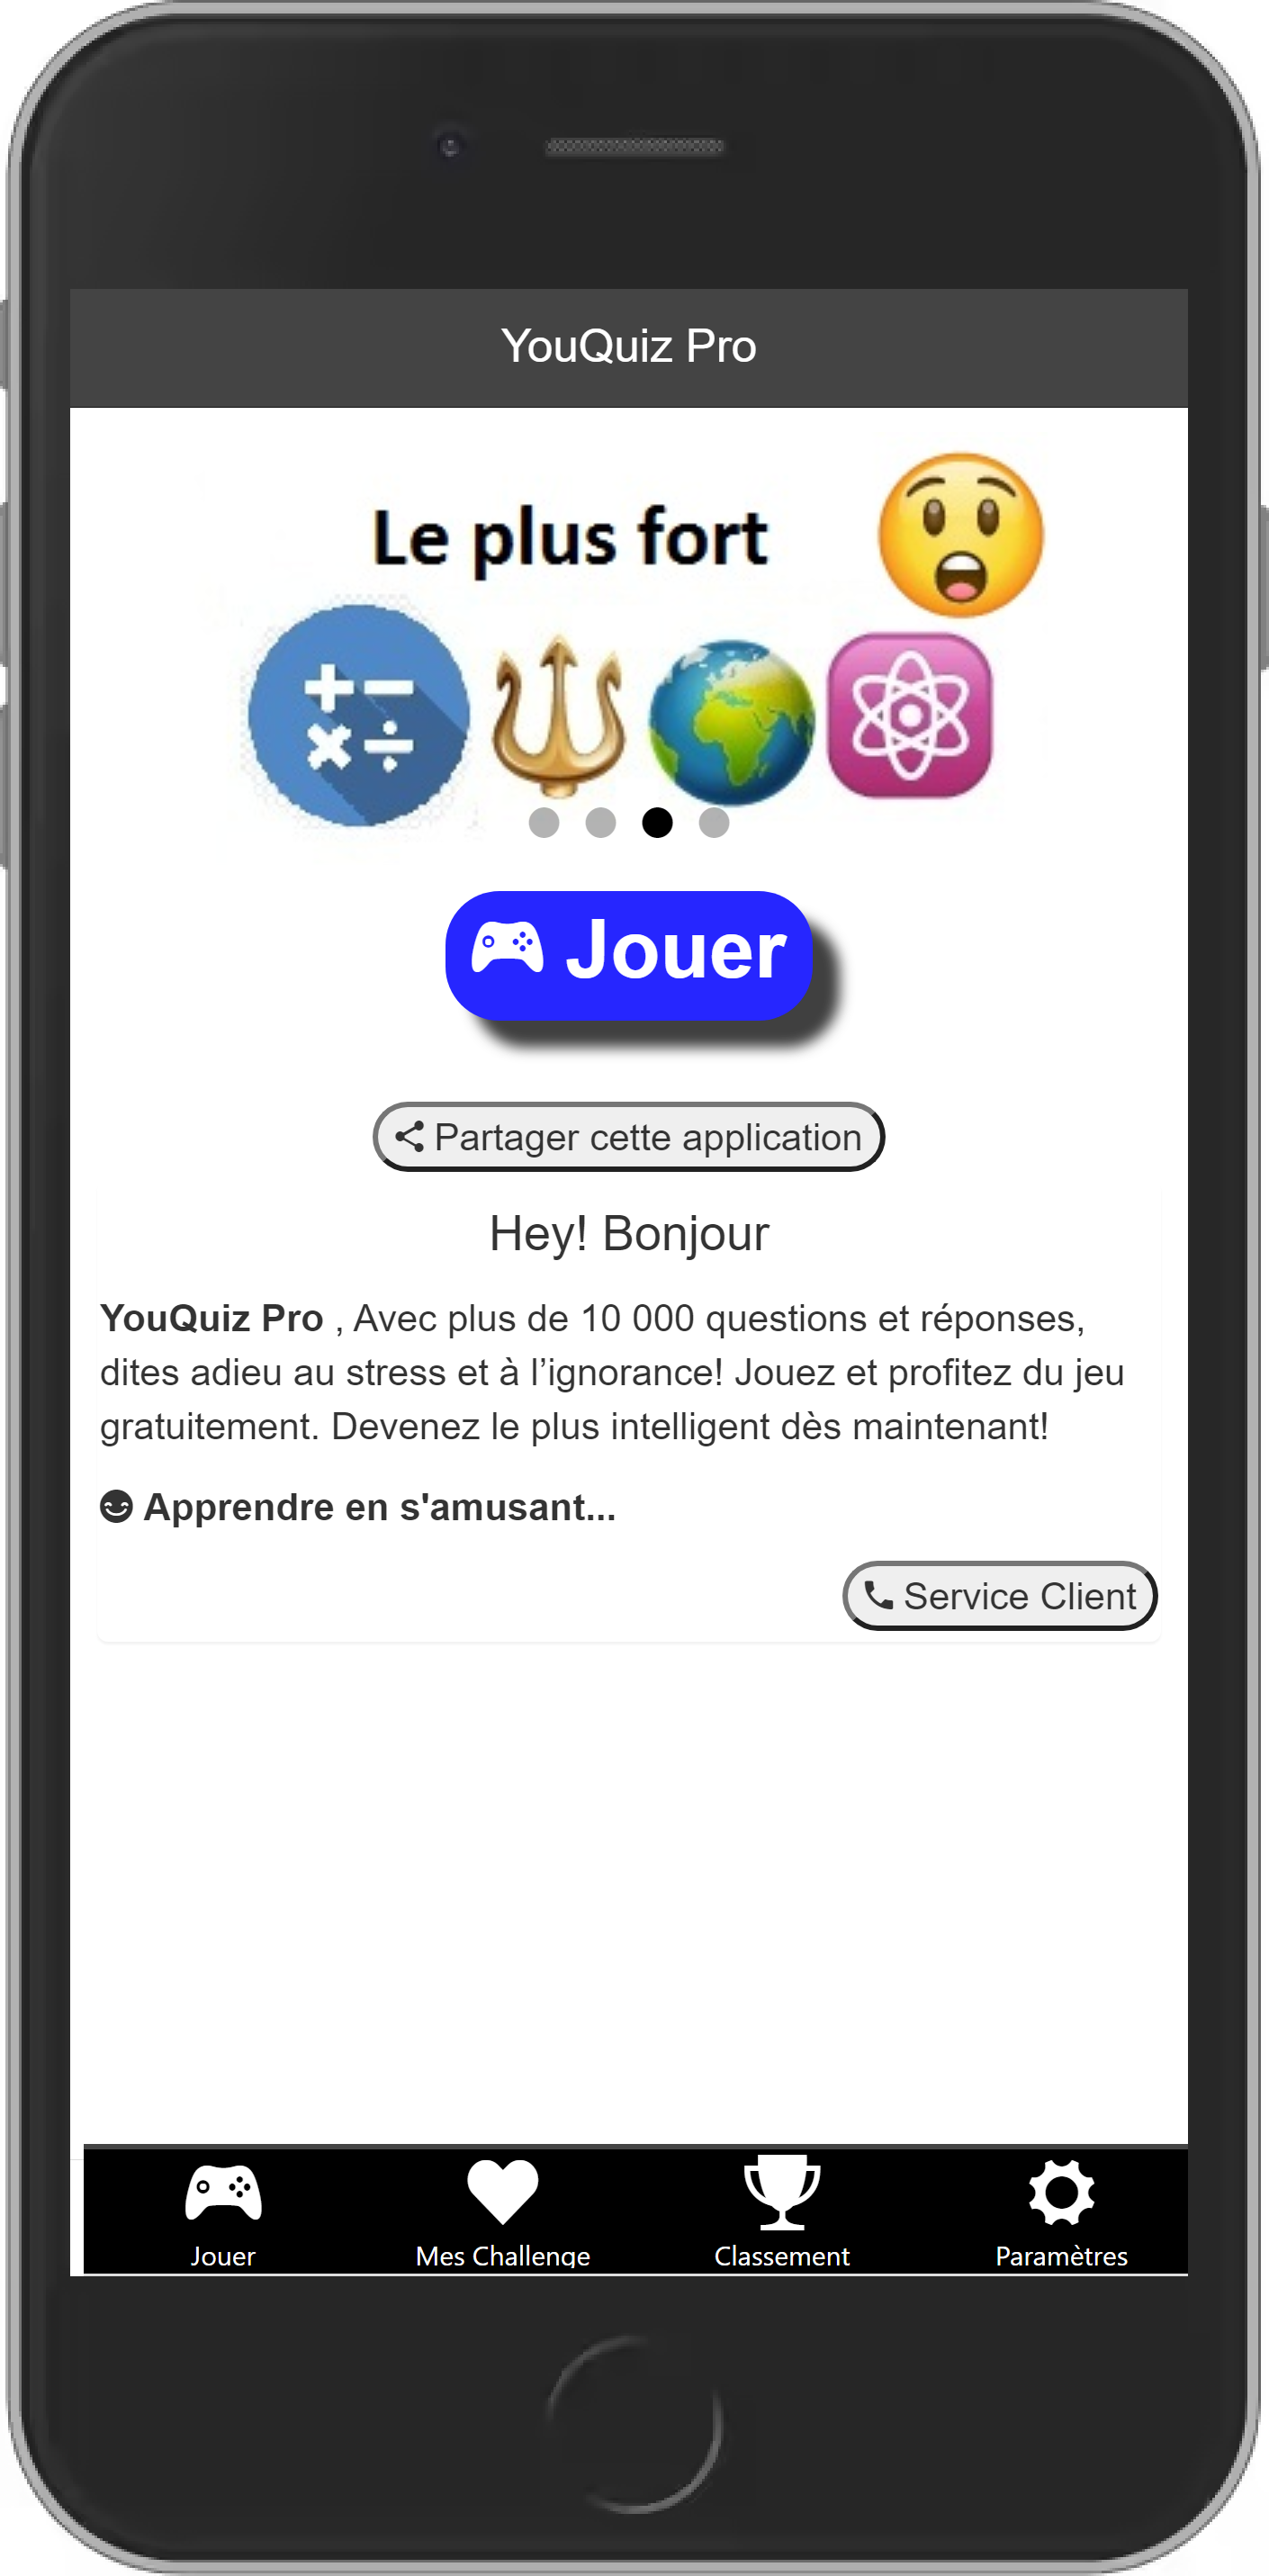 YouQuiz Pro
Le plus fort
Jouer
Partager cette application
Hey! Bonjour
YouQuiz Pro , Avec plus de 10 000 questions et réponses,
dites adieu au stress et à l’ignorance! Jouez et profitez du jeu
gratuitement. Devenez le plus intelligent dès maintenant!
Apprendre en s'amusant...
Service Client
Jouer
Mes Challenge
Classement
Paramètres